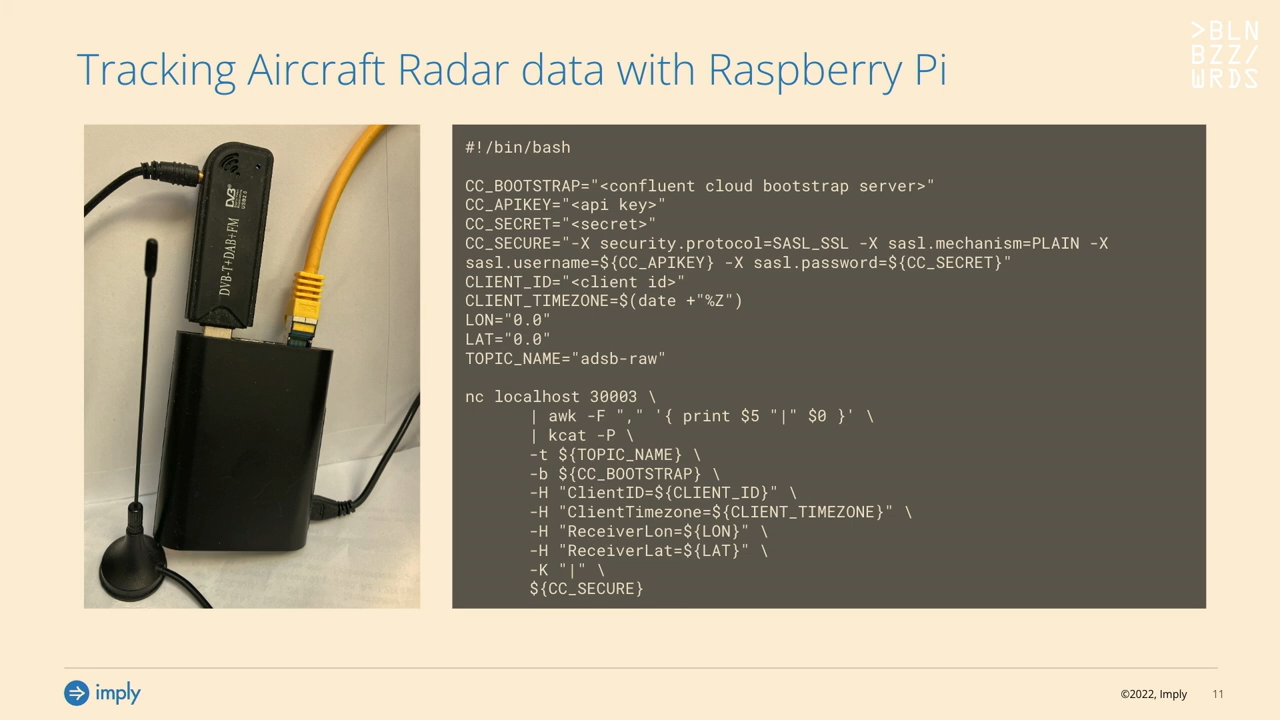 Tracking Aircraft Radar data with Raspberry Pi
>BLN
BZZ/
WRDS
DVB-T+DAB+FM
DVB
USB2.0
#!/bin/bash
CC_BOOTSTRAP="<confluent cloud bootstrap server>"
CC_APIKEY="<api key>"
CC_SECRET="<secret>"
CC_SECURE="-X security.protocol=SASL_SSL -X sasl.mechanism=PLAIN -X
sasl.username=${CC_APIKEY} -X sasl.password=${CC_SECRET}"
CLIENT_ID="<client id>"
CLIENT_TIMEZONE=$(date +"%Z")
LON="0.0"
LAT="0.0"
TOPIC_NAME="adsb-raw"
nc localhost 30003 \
| awk -F "," '{ print $5 "|" $0 }' \
| kcat -P \
-t ${TOPIC_NAME} \
-b ${CC_BOOTSTRAP} \
-H "ClientID=${CLIENT_ID}" \
-H "ClientTimezone=${CLIENT_TIMEZONE}" \
-H "ReceiverLon=${LON}" \
-H "ReceiverLat=${LAT}" \
-K "|" \
${CC_SECURE}
imply
©2022, Imply
11